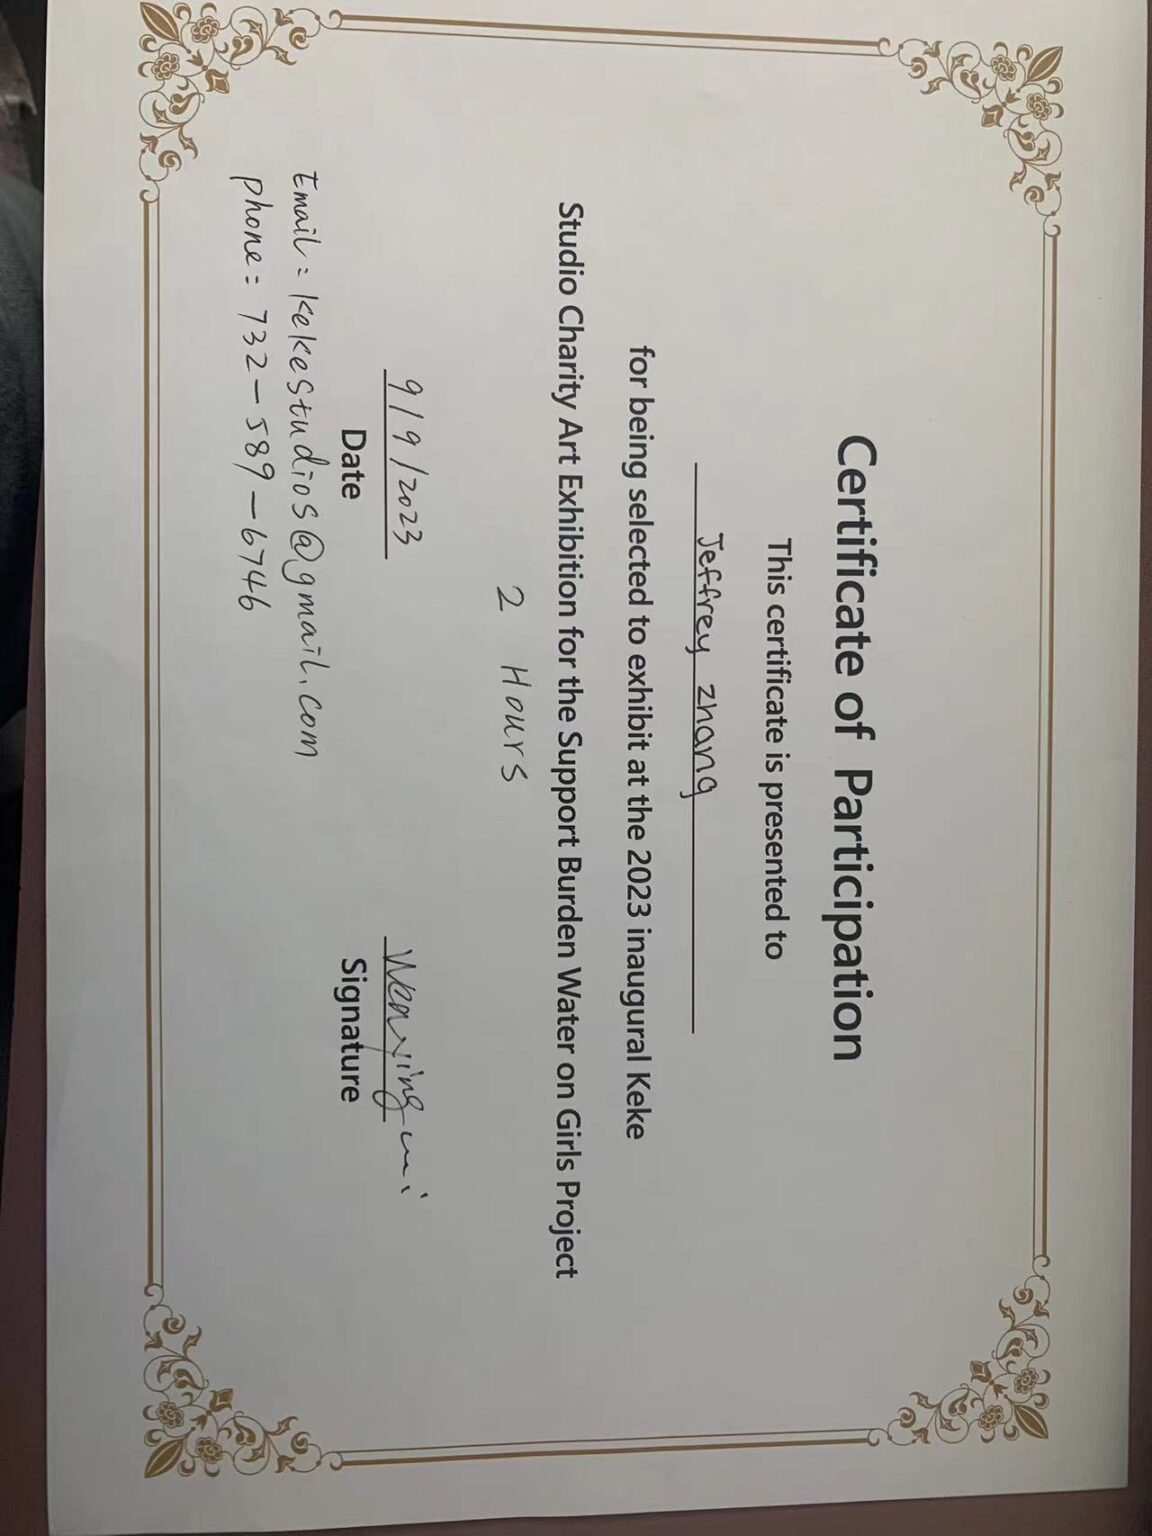 Certificate of Participation
This certificate is presented to
Jeffrey Zhang
for being selected to exhibit at the 2023 inaugural Keke
Studio Charity Art Exhibition for the Support Burden Water on Girls Project
2 Hours
9/9/2023
Date
Signature
Email: kekestudios@gmail.com
phone: 732-589-6746